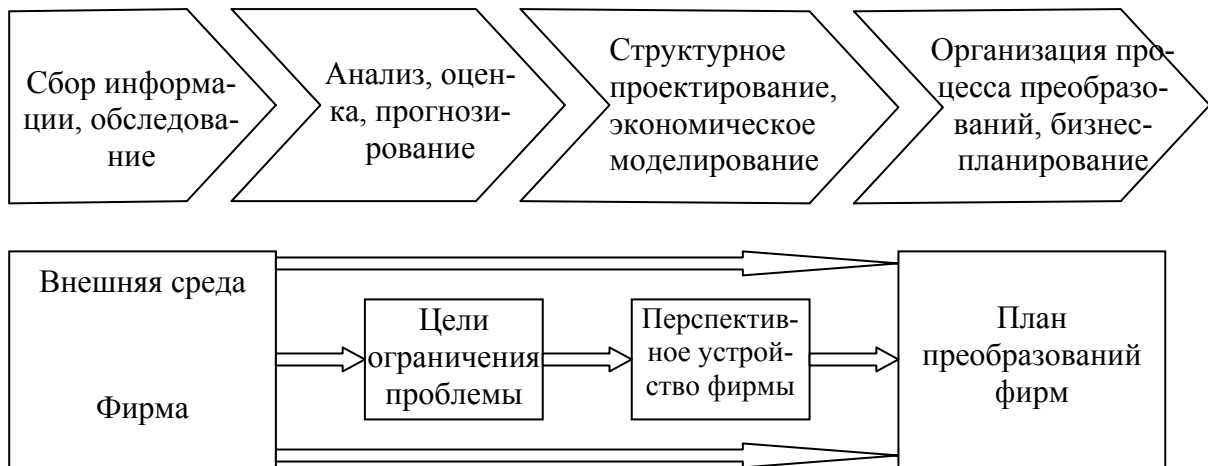 Сбор информа-
ции, обследова-
ние
Анализ, оцен-
ка, прогнози-
рование
Структурное
проектирование,
экономическое
моделирование
Организация про-
цесса преобразо-
ваний, бизнес-
планирование
Внешняя среда
Фирма
Цели
ограничения
проблемы
Перспектив-
ное устрой-
ство фирмы
План
преобразований
фирм